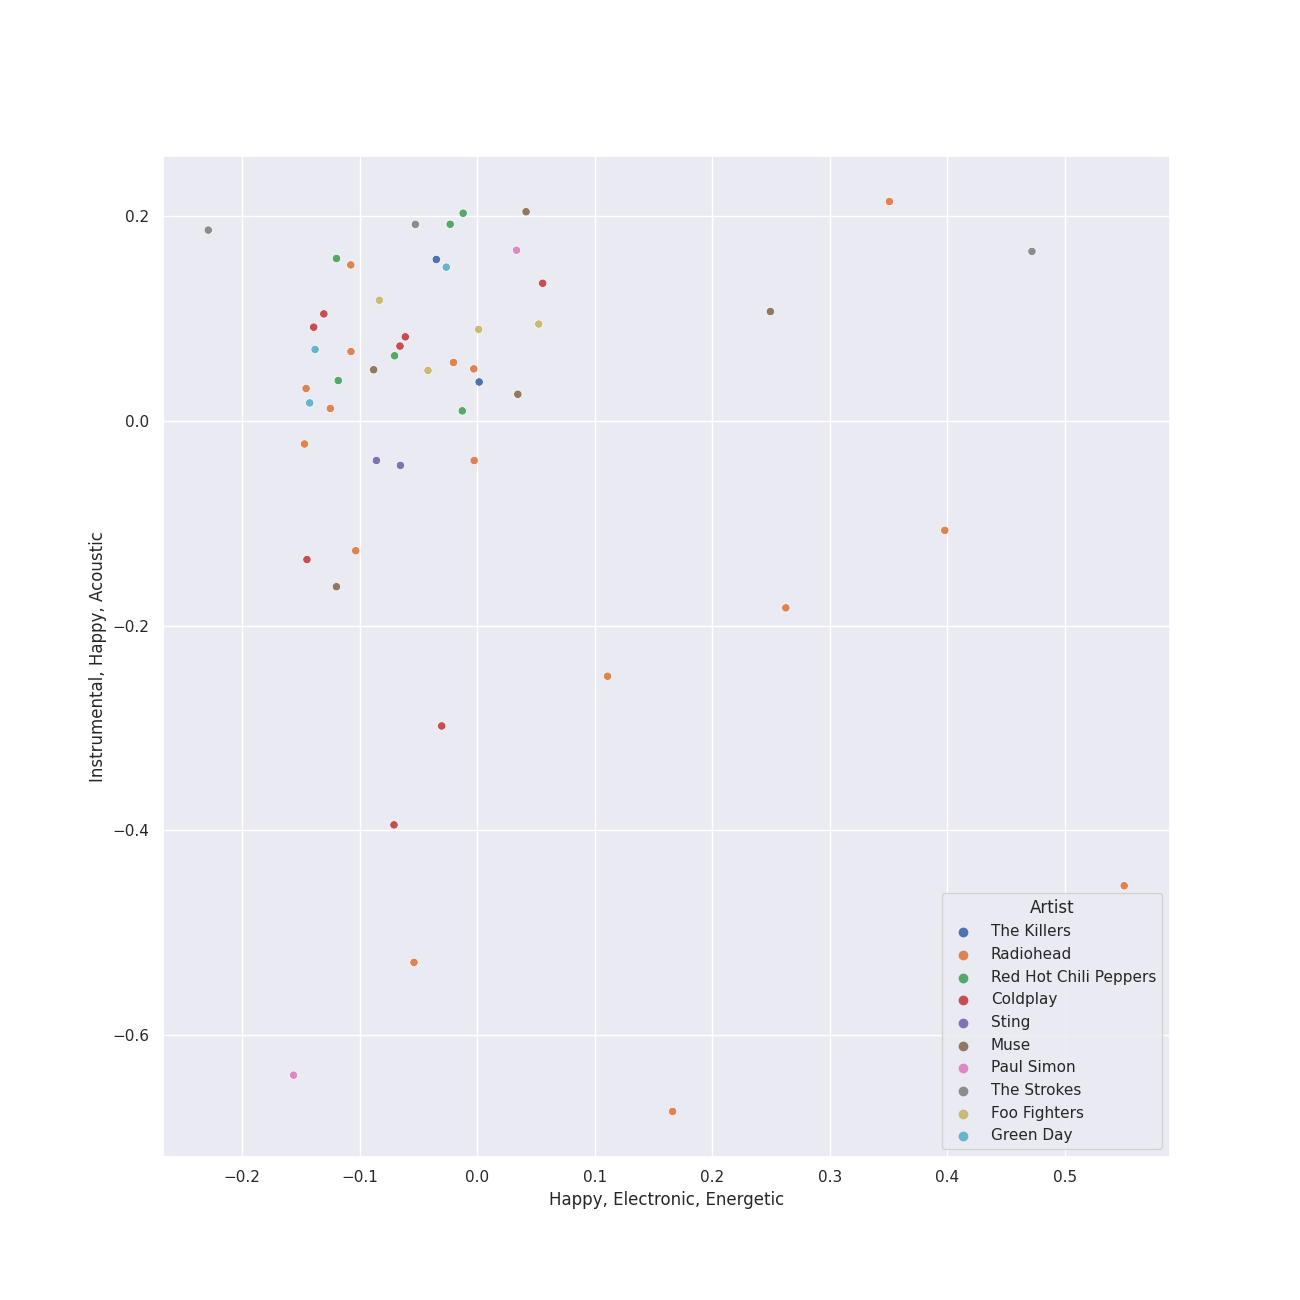 0.2
0.0
−0.2
−0.4
−0.6
Instrumental, Happy, Acoustic
−0.2 −0.1 0.0 0.1 0.2 0.3 0.4 0.5
Happy, Electronic, Energetic
Artist
The Killers
Radiohead
Red Hot Chili Peppers
Coldplay
Sting
Muse
Paul Simon
The Strokes
Foo Fighters
Green Day